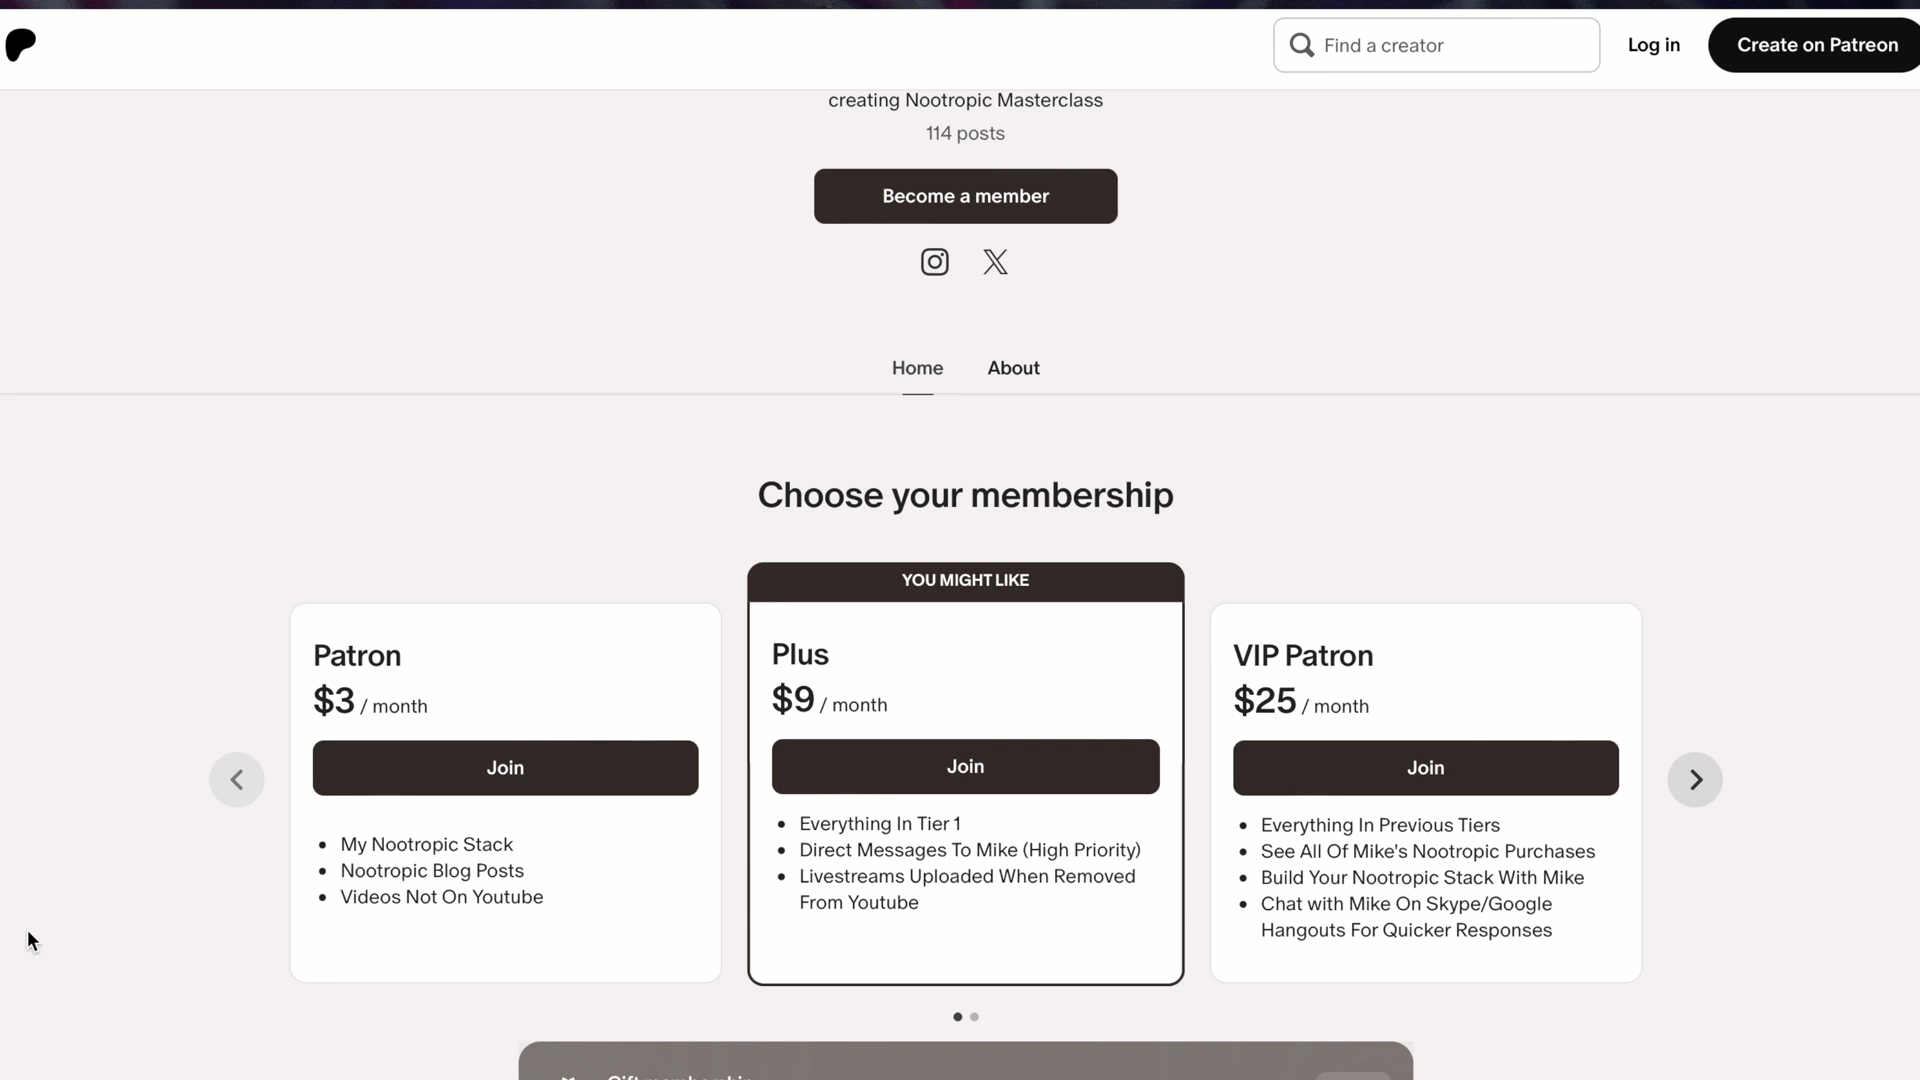 Find a creator
Log in
Create on Patreon
creating Nootropic Masterclass
114 posts
Become a member
Home
About
Choose your membership
YOU MIGHT LIKE
Patron
$3 / month
Join
My Nootropic Stack
Nootropic Blog Posts
Videos Not On Youtube
Plus
$9 / month
Join
Everything In Tier 1
Direct Messages To Mike (High Priority)
Livestreams Uploaded When Removed
From Youtube
VIP Patron
$25 / month
Join
Everything In Previous Tiers
See All Of Mike's Nootropic Purchases
Build Your Nootropic Stack With Mike
Chat with Mike On Skype/Google
Hangouts For Quicker Responses